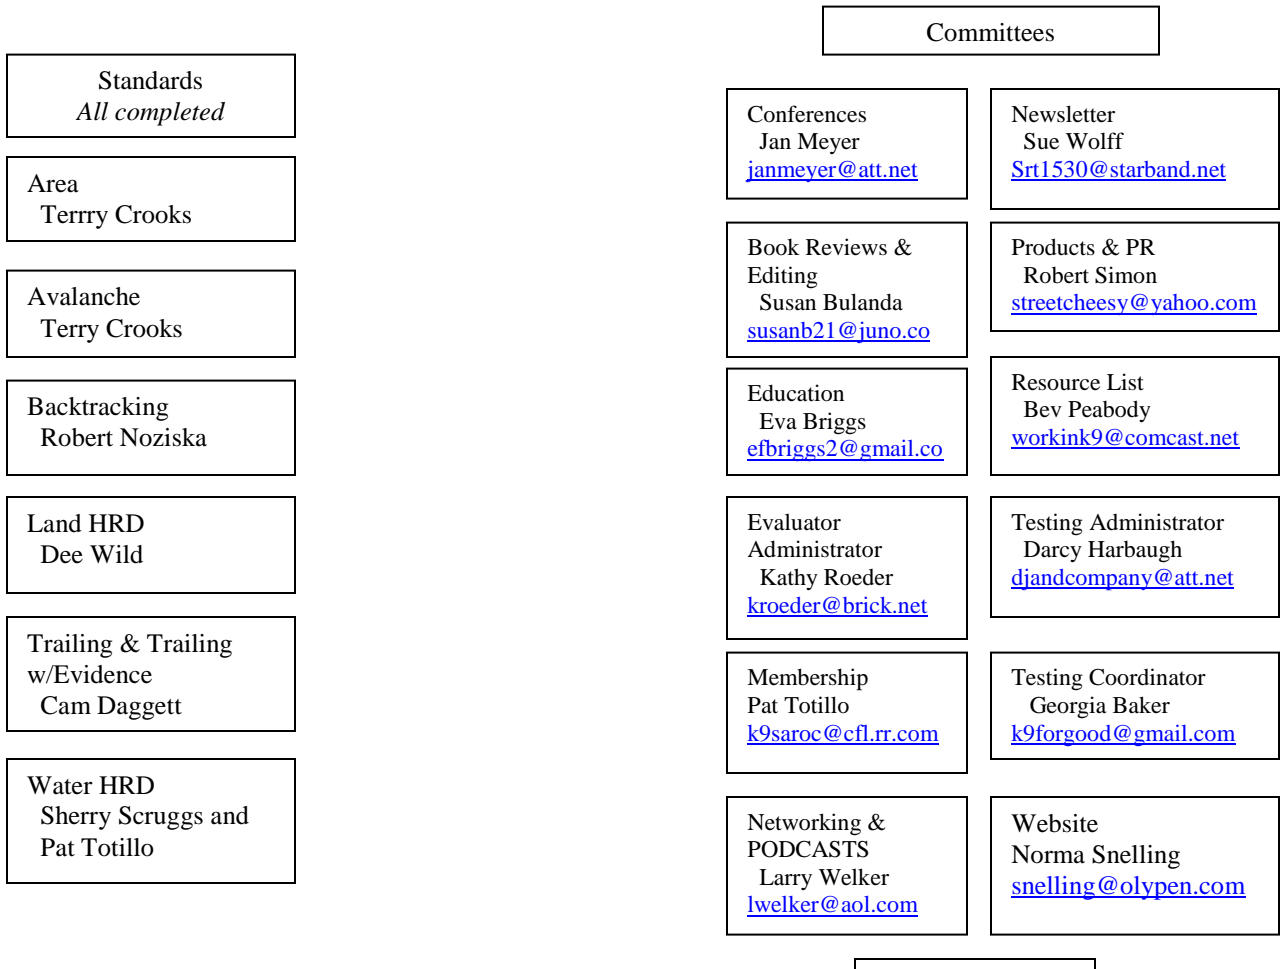 Standards
All completed
Area
Terrry Crooks
Avalanche
Terry Crooks
Backtracking
Robert Noziska
Land HRD
Dee Wild
Trailing & Trailing
w/Evidence
Cam Daggett
Water HRD
Sherry Scruggs and
Pat Totillo
Committees
Conferences
Jan Meyer
janmeyer@att.net
Book Reviews &
Editing
Susan Bulanda
susanb21@juno.co
Education
Eva Briggs
efbriggs2@gmail.co
Evaluator
Administrator
Kathy Roeder
kroeder@brick.net
Membership
Pat Totillo
k9saroc@cfl.rr.com
Networking &
PODCASTS
Larry Welker
lwelker@aol.com
Newsletter
Sue Wolff
Srt1530@starband.net
Products & PR
Robert Simon
streetcheesy@yahoo.com
Resource List
Bev Peabody
workink9@comcast.net
Testing Administrator
Darcy Harbaugh
djandcompany@att.net
Testing Coordinator
Georgia Baker
k9forgood@gmail.com
Website
Norma Snelling
snelling@olypen.com